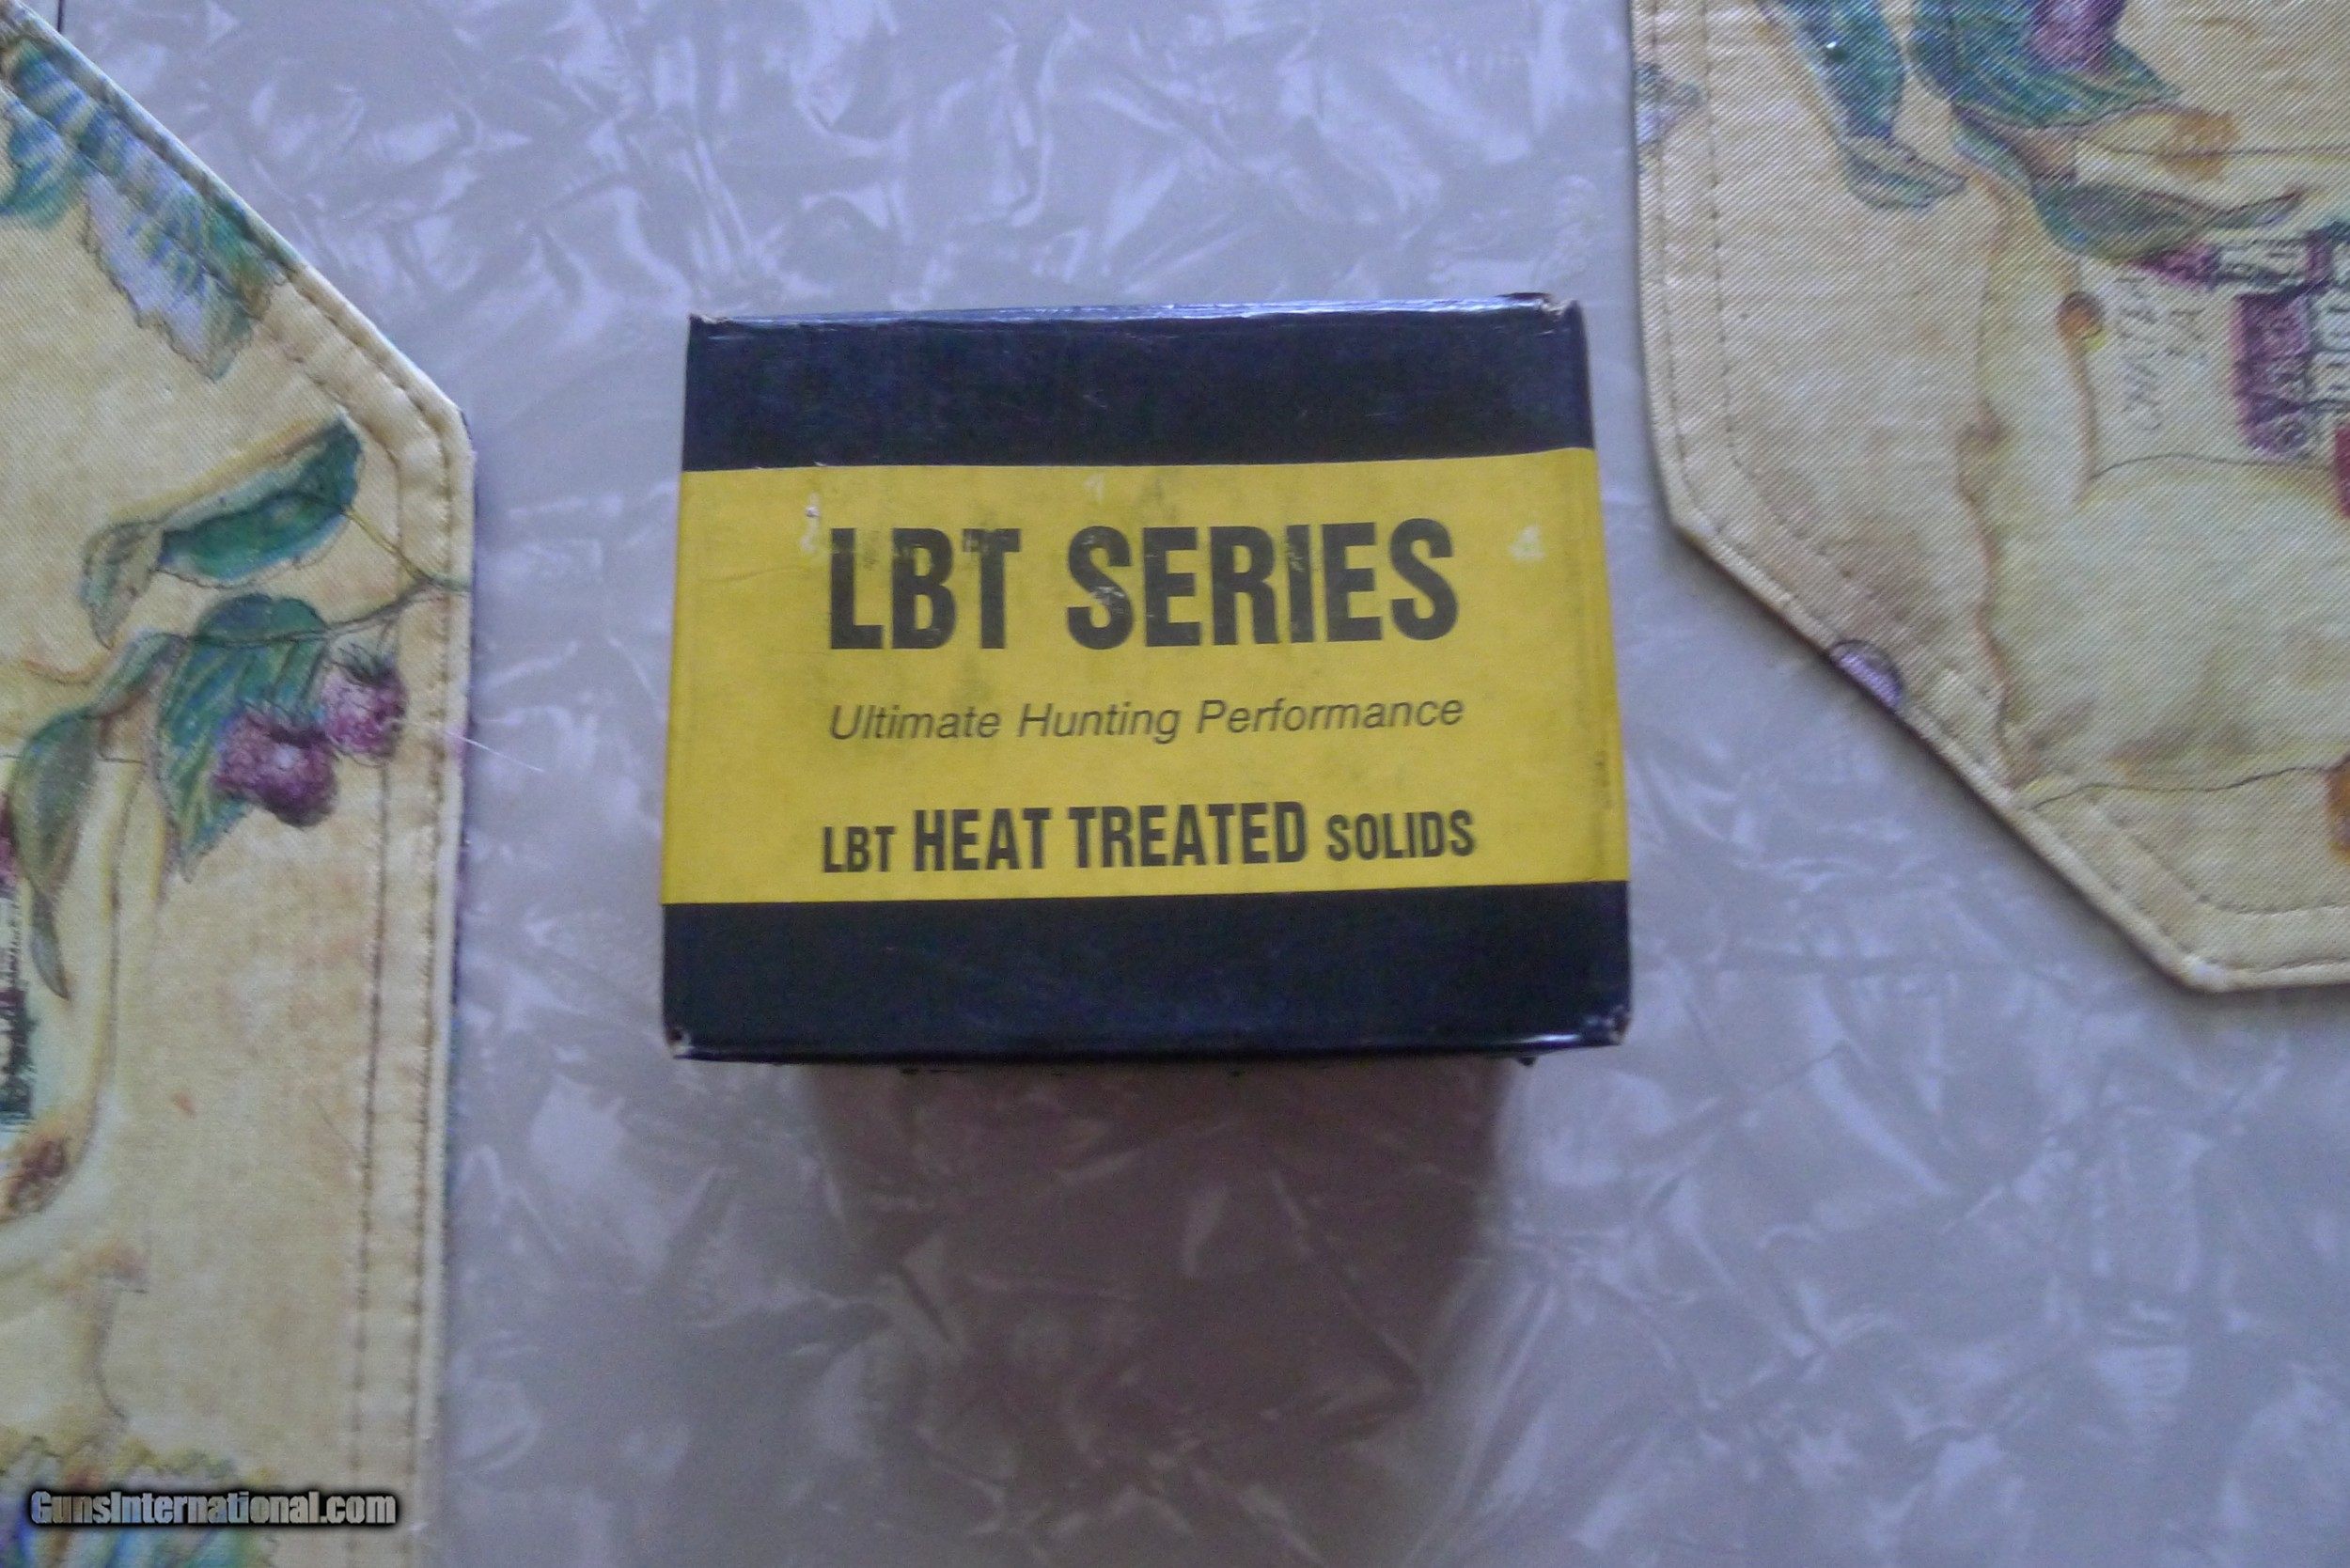 LBT SERIES
Ultimate Hunting Performance
LBT HEAT TREATED SOLIDS
GunsInternational.com